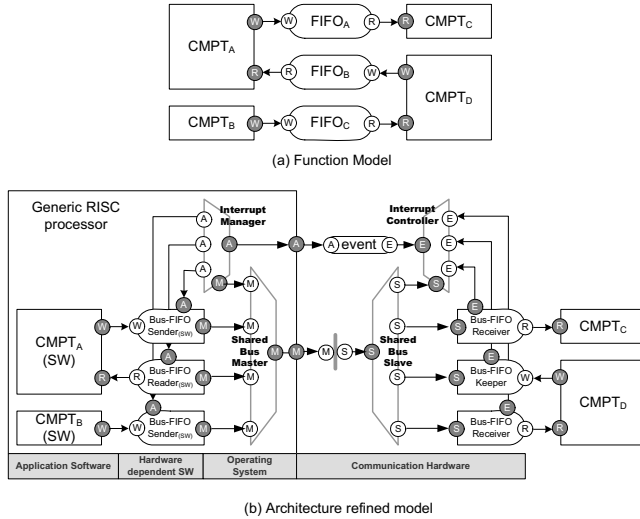 W W FIFOA R R CMPTC
CMPTA
R R FIFOB W W
CMPTD
CMPTB W W FIFOC R R
(a) Function Model
Generic RISC processor
Interrupt Manager
Interrupt Controller
A E
A A A A event E E E
A E
M M S S
A E
CMPTA (SW) W W Bus-FIFO Sender(SW) M M S S Bus-FIFO Receiver R R CMPTC
A Shared Bus Master M M M S S Shared Bus Slave E
R R Bus-FIFO Reader(SW) M M S S Bus-FIFO Keeper W W CMPTD
A E
CMPTB (SW) W W Bus-FIFO Sender(SW) M M S S Bus-FIFO Receiver R R
Application Software Hardware dependent SW Operating System Communication Hardware
(b) Architecture refined model